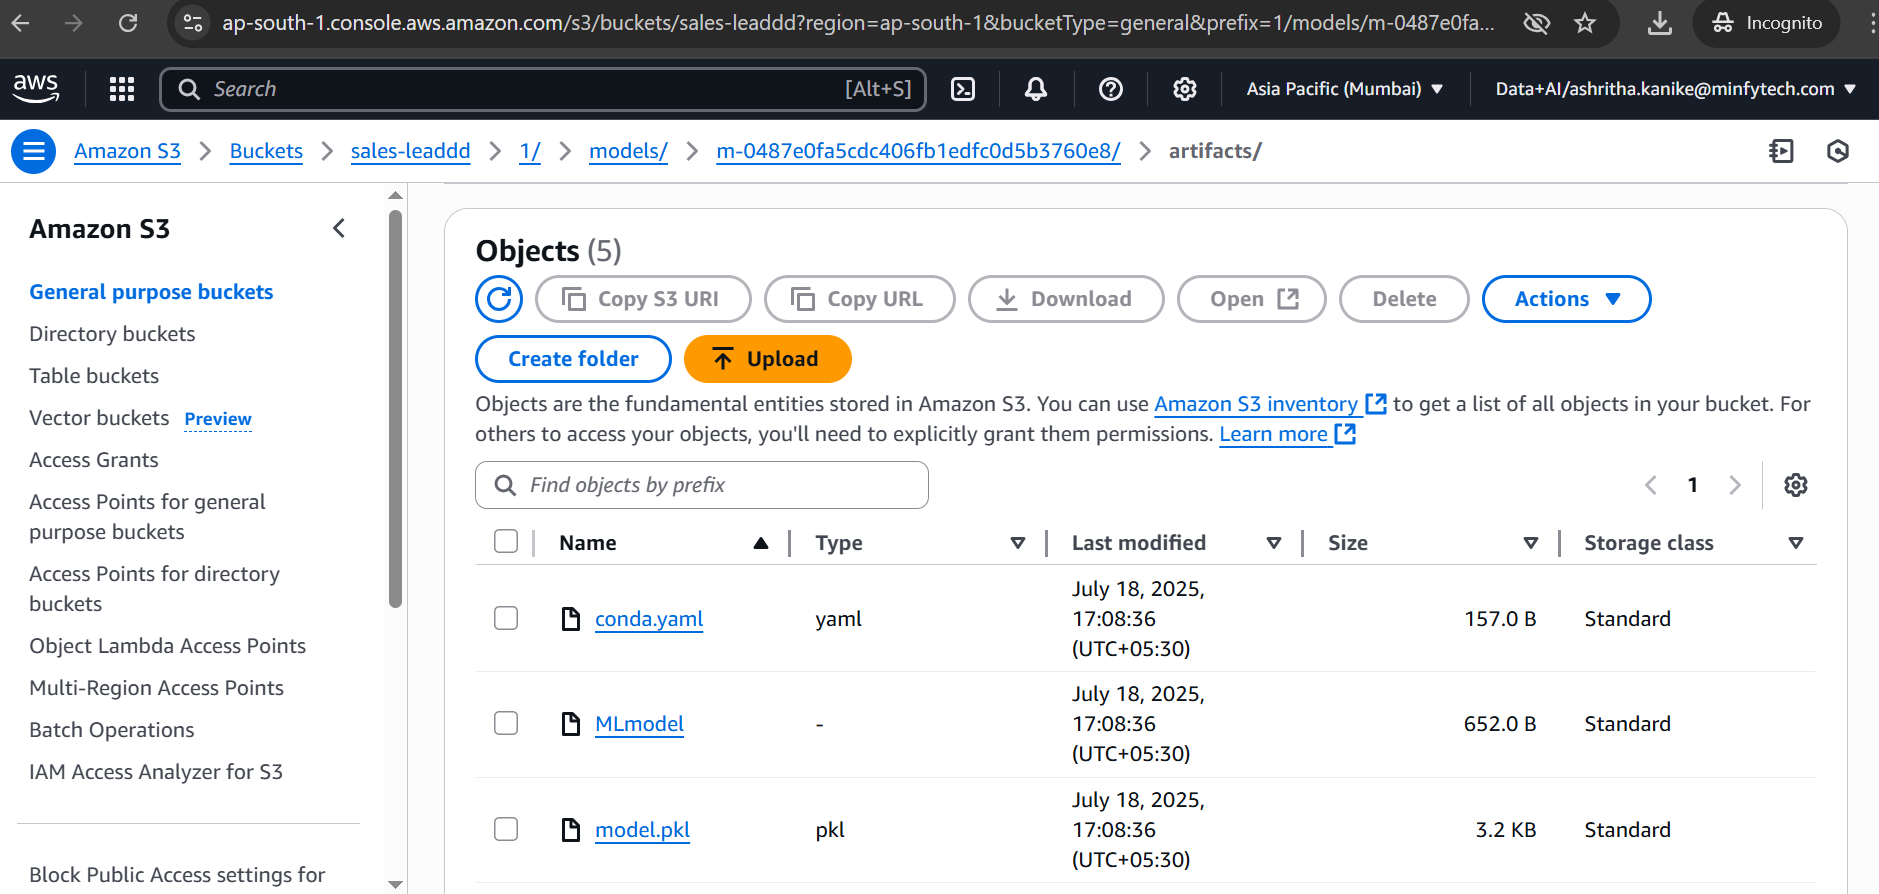 ap-south-1.console.aws.amazon.com/s3/buckets/sales-leaddd?region=ap-south-1&bucketType=general&prefix=1/models/m-0487e0fa...
Incognito
aws
Search [Alt+S]
Asia Pacific (Mumbai)
Data+AI/ashritha.kanike@minfytech.com
Amazon S3 > Buckets > sales-leaddd > 1/ > models/ > m-0487e0fa5cdc406fb1edfc0d5b3760e8/ > artifacts/
Amazon S3
General purpose buckets
Directory buckets
Table buckets
Vector buckets Preview
Access Grants
Access Points for general
purpose buckets
Access Points for directory
buckets
Object Lambda Access Points
Multi-Region Access Points
Batch Operations
IAM Access Analyzer for S3
Block Public Access settings for
Objects (5)
Copy S3 URI
Copy URL
Download
Open
Delete
Actions
Create folder
Upload
Objects are the fundamental entities stored in Amazon S3. You can use Amazon S3 inventory to get a list of all objects in your bucket. For
others to access your objects, you'll need to explicitly grant them permissions. Learn more
Find objects by prefix
1
Name Type Last modified Size Storage class
conda.yaml yaml July 18, 2025,
17:08:36
(UTC+05:30) 157.0 B Standard
MLmodel - July 18, 2025,
17:08:36
(UTC+05:30) 652.0 B Standard
model.pkl pkl July 18, 2025,
17:08:36
(UTC+05:30) 3.2 KB Standard